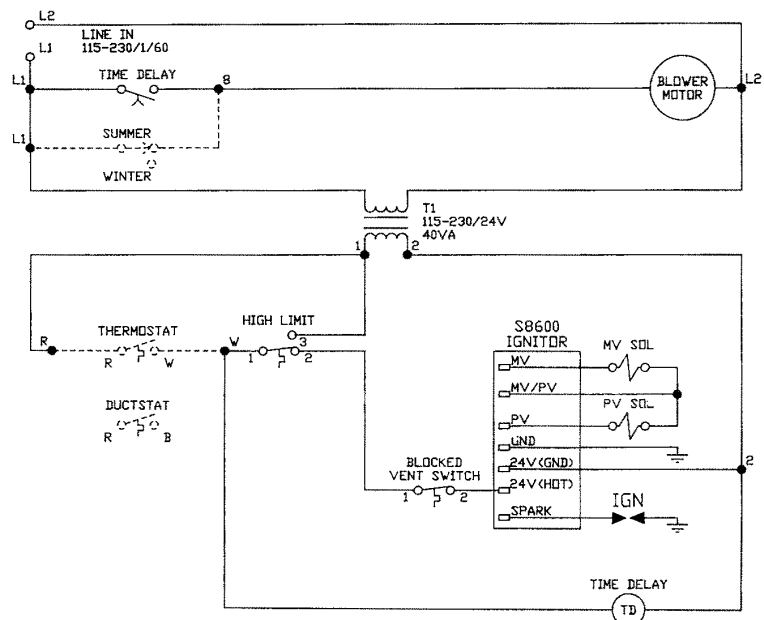 L2
LINE IN
115-230/1/60
L1
L1
TIME DELAY
8
BLOWER
MOTOR
L2
L1
SUMMER
WINTER
T1
115-230/24V
40VA
1
2
HIGH LIMIT
3
R
THERMOSTAT
R
W
W
1
2
S8600
IGNITOR
MV
MV SOL
MV/PV
PV
PV SOL
DUCTSTAT
R
B
GND
24V(GND)
2
24V(HOT)
BLOCKED
VENT SWITCH
1
2
SPARK
IGN
TIME DELAY
TD